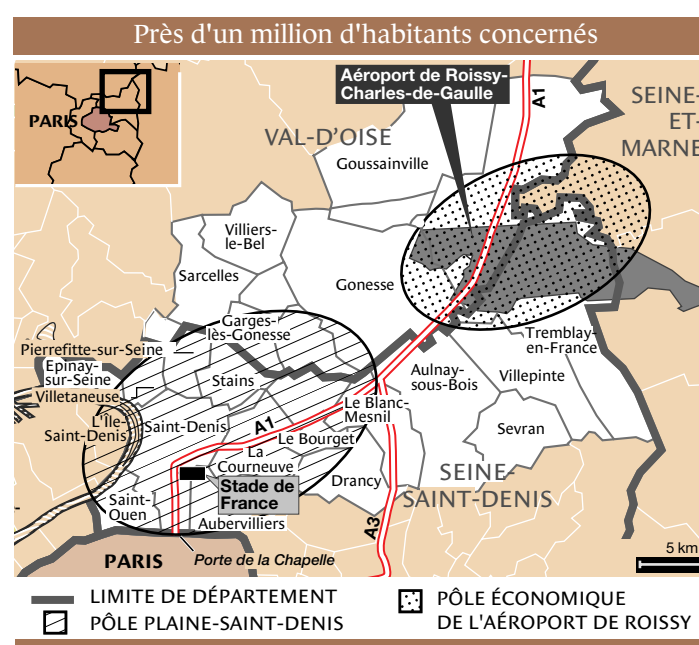 Près d'un million d'habitants concernés
PARIS
Aéroport de Roissy-
Charles-de-Gaulle
A1
SEINE-
ET-
MARNE
VAL-D'OISE
Goussainville
Villiers-
le-Bel
Sarcelles
Gonesse
Garges-
lès-Gonesse
Pierrefitte-sur-Seine
Epinay-
sur-Seine
Villetaneuse
Stains
Tremblay-
en-France
Aulnay-
sous-Bois
Villepinte
L'Île-
Saint-Denis
Saint-Denis
A1
Le Blanc-
Mesnil
Le Bourget
Sevran
La
Courneuve
Drancy
SEINE-
SAINT-DENIS
Stade de
France
Saint-
Ouen
Aubervilliers
A3
PARIS
Porte de la Chapelle
5 km
LIMITE DE DÉPARTEMENT
PÔLE PLAINE-SAINT-DENIS
PÔLE ÉCONOMIQUE
DE L'AÉROPORT DE ROISSY